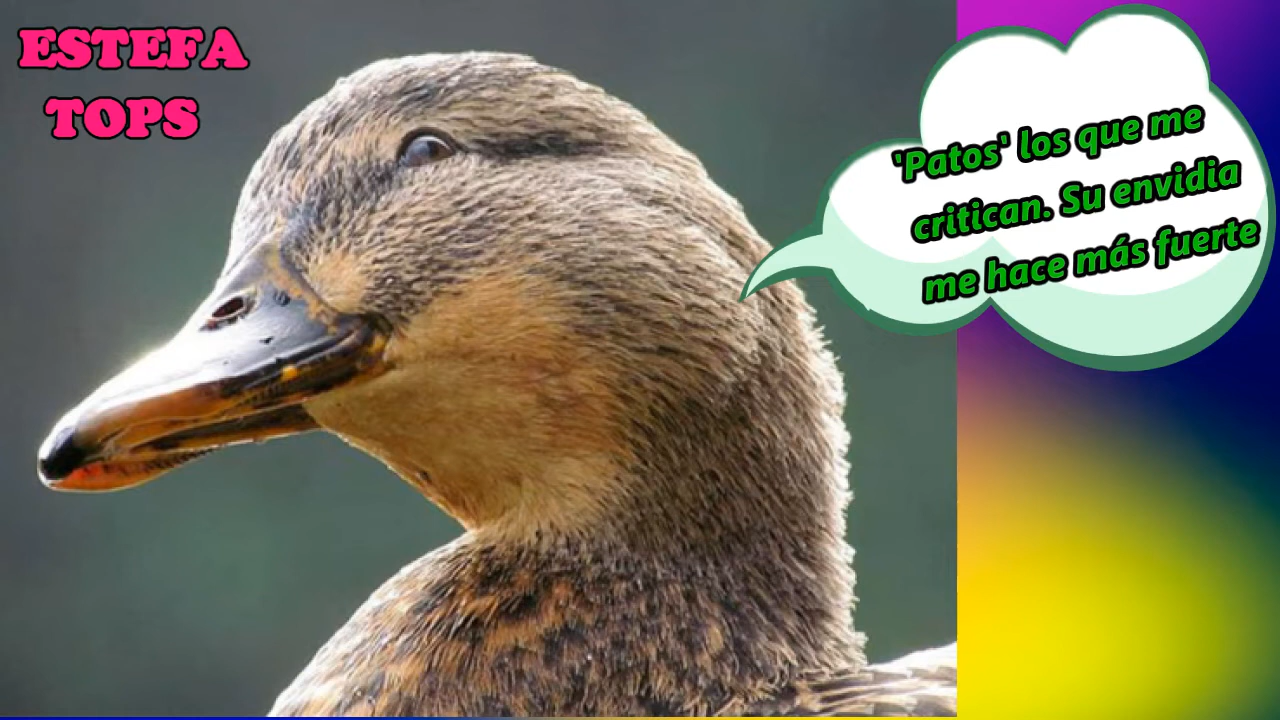 ESTEFA
TOPS
'Patos' los que me
critican. Su envidia
me hace más fuerte